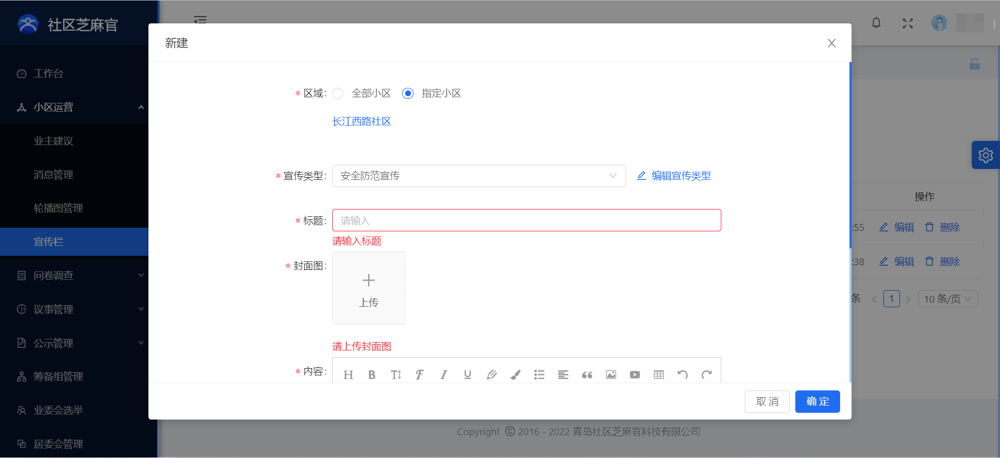 社区芝麻官
工作台
小区运营
业主建议
消息管理
轮播图管理
宣传栏
问卷调查
议事管理
公示管理
筹备组管理
业委会选举
居委会管理
新建
* 区域: 全部小区 指定小区
长江西路社区
* 宣传类型: 安全防范宣传 编辑宣传类型
* 标题: 请输入
请输入标题
* 封面图:
上传
请上传封面图
* 内容:
取 消 确 定
操作
:55 编辑 删除
:38 编辑 删除
条 1 10 条/页
Copyright © 2016 - 2022 青岛社区芝麻官科技有限公司